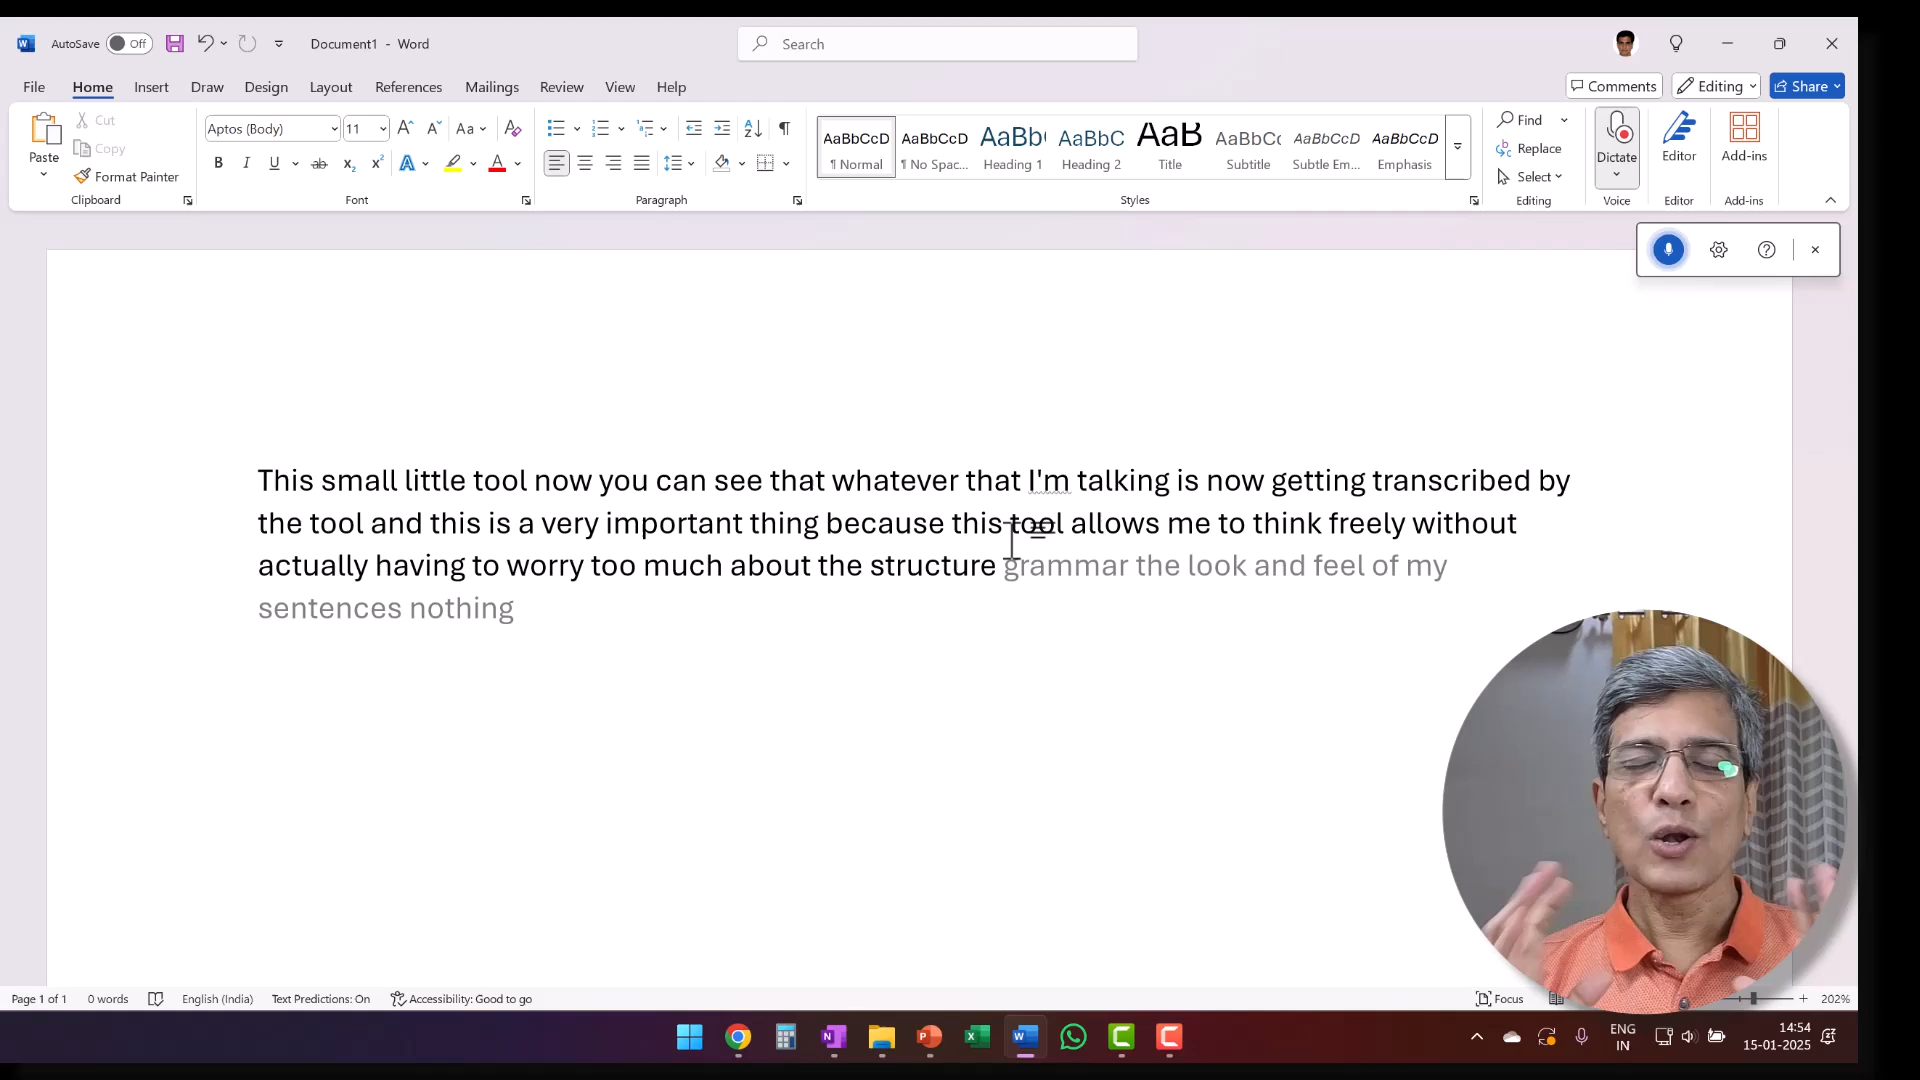 AutoSave Off Document1 - Word Search
File Home Insert Draw Design Layout References Mailings Review View Help Comments Editing Share
Paste Cut Copy Format Painter Clipboard
Aptos (Body) 11 Aa
Font
Paragraph
AaBbCcD AaBbCcD AaBb( AaBbC AaB AaBbCc AaBbCcD AaBbCcD
¶ Normal ¶ No Spac... Heading 1 Heading 2 Title Subtitle Subtle Em... Emphasis
Styles
Find Replace Select Editing
Dictate Voice
Editor Editor
Add-ins Add-ins
This small little tool now you can see that whatever that I'm talking is now getting transcribed by
the tool and this is a very important thing because this tool allows me to think freely without
actually having to worry too much about the structure grammar the look and feel of my
sentences nothing
Page 1 of 1 0 words English (India) Text Predictions: On Accessibility: Good to go Focus 202%
ENG IN 14:54 15-01-2025